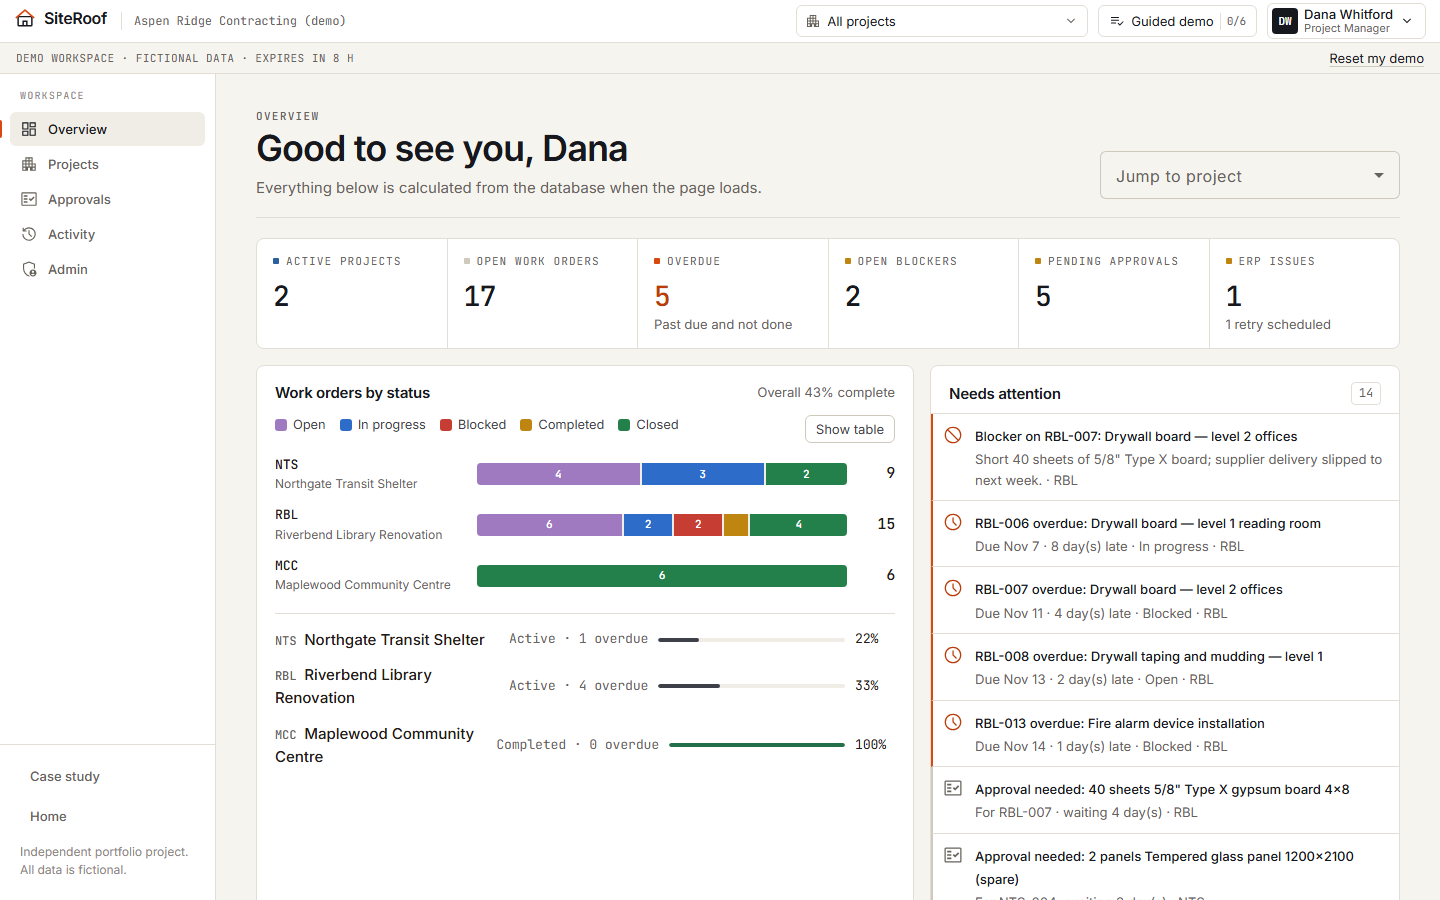 SiteRoof
Aspen Ridge Contracting (demo)
All projects
Guided demo 0/6
DW
Dana Whitford
Project Manager
DEMO WORKSPACE · FICTIONAL DATA · EXPIRES IN 8 H
Reset my demo
WORKSPACE
Overview
Projects
Approvals
Activity
Admin
Case study
Home
Independent portfolio project.
All data is fictional.
OVERVIEW
Good to see you, Dana
Everything below is calculated from the database when the page loads.
Jump to project
ACTIVE PROJECTS
2
OPEN WORK ORDERS
17
OVERDUE
5
Past due and not done
OPEN BLOCKERS
2
PENDING APPROVALS
5
ERP ISSUES
1
1 retry scheduled
Work orders by status
Overall 43% complete
Open In progress Blocked Completed Closed
Show table
NTS
Northgate Transit Shelter
4 3 2 9
RBL
Riverbend Library Renovation
6 2 2 4 15
MCC
Maplewood Community Centre
6 6
NTS Northgate Transit Shelter Active · 1 overdue 22%
RBL Riverbend Library
Renovation
Active · 4 overdue 33%
MCC Maplewood Community
Centre
Completed · 0 overdue 100%
Needs attention
14
Blocker on RBL-007: Drywall board — level 2 offices
Short 40 sheets of 5/8" Type X board; supplier delivery slipped to
next week. · RBL
RBL-006 overdue: Drywall board — level 1 reading room
Due Nov 7 · 8 day(s) late · In progress · RBL
RBL-007 overdue: Drywall board — level 2 offices
Due Nov 11 · 4 day(s) late · Blocked · RBL
RBL-008 overdue: Drywall taping and mudding — level 1
Due Nov 13 · 2 day(s) late · Open · RBL
RBL-013 overdue: Fire alarm device installation
Due Nov 14 · 1 day(s) late · Blocked · RBL
Approval needed: 40 sheets 5/8" Type X gypsum board 4×8
For RBL-007 · waiting 4 day(s) · RBL
Approval needed: 2 panels Tempered glass panel 1200×2100
(spare)